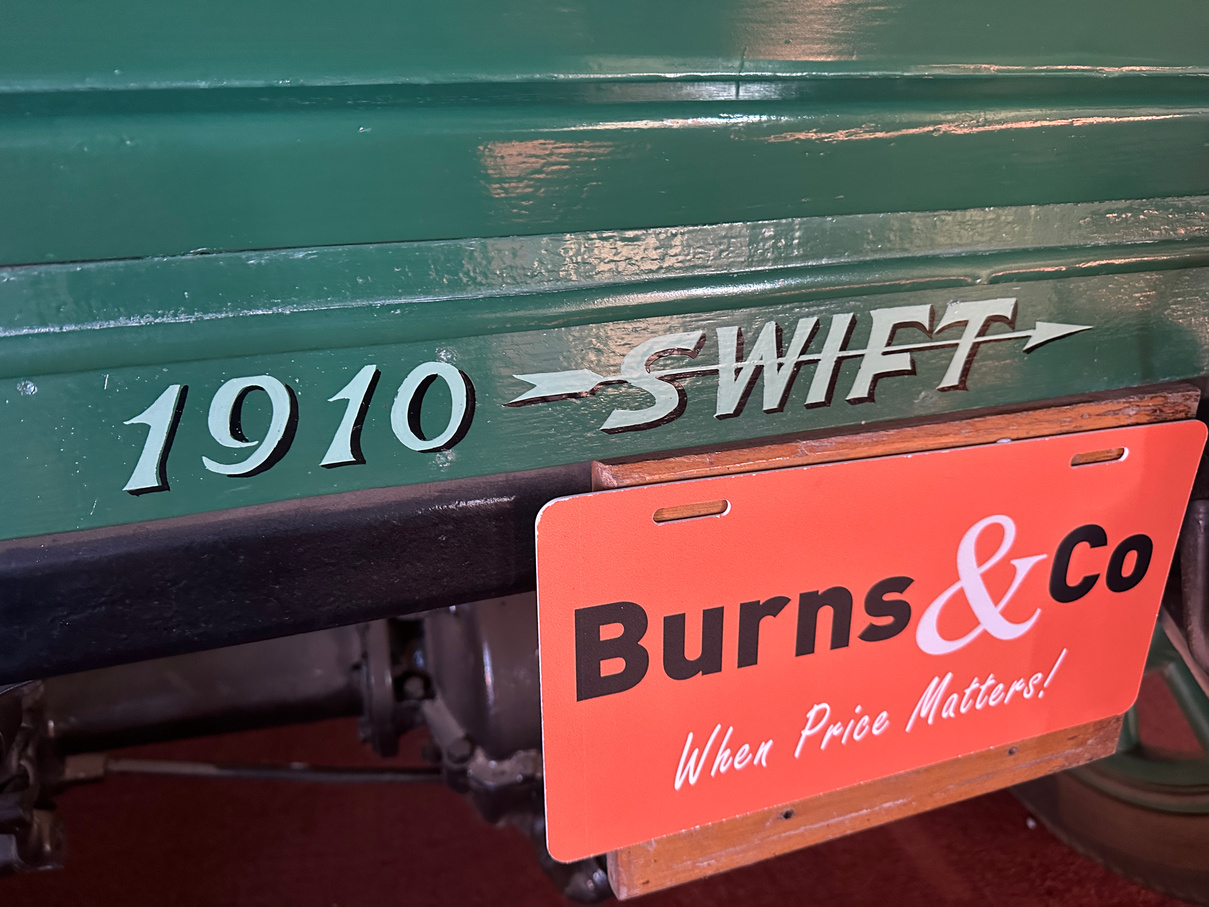 1910 SWIFT
Burns&Co
When Price Matters!